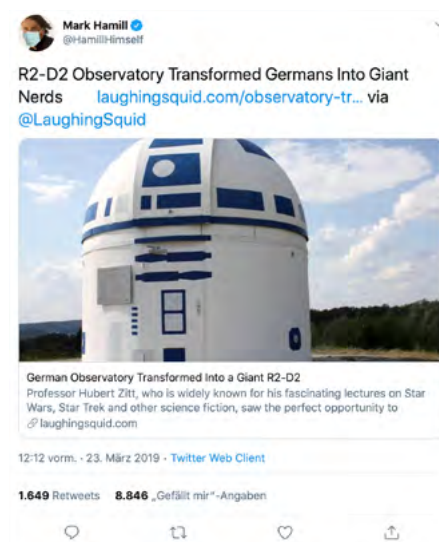 Mark Hamill
@HamillHimself
R2-D2 Observatory Transformed Germans Into Giant
Nerds laughingsquid.com/observatory-tr... via
@LaughingSquid
German Observatory Transformed Into a Giant R2-D2
Professor Hubert Zitt, who is widely known for his fascinating lectures on Star
Wars, Star Trek and other science fiction, saw the perfect opportunity to
laughingsquid.com
12:12 vorm. · 23. März 2019 · Twitter Web Client
1.649 Retweets 8.846 „Gefällt mir“-Angaben